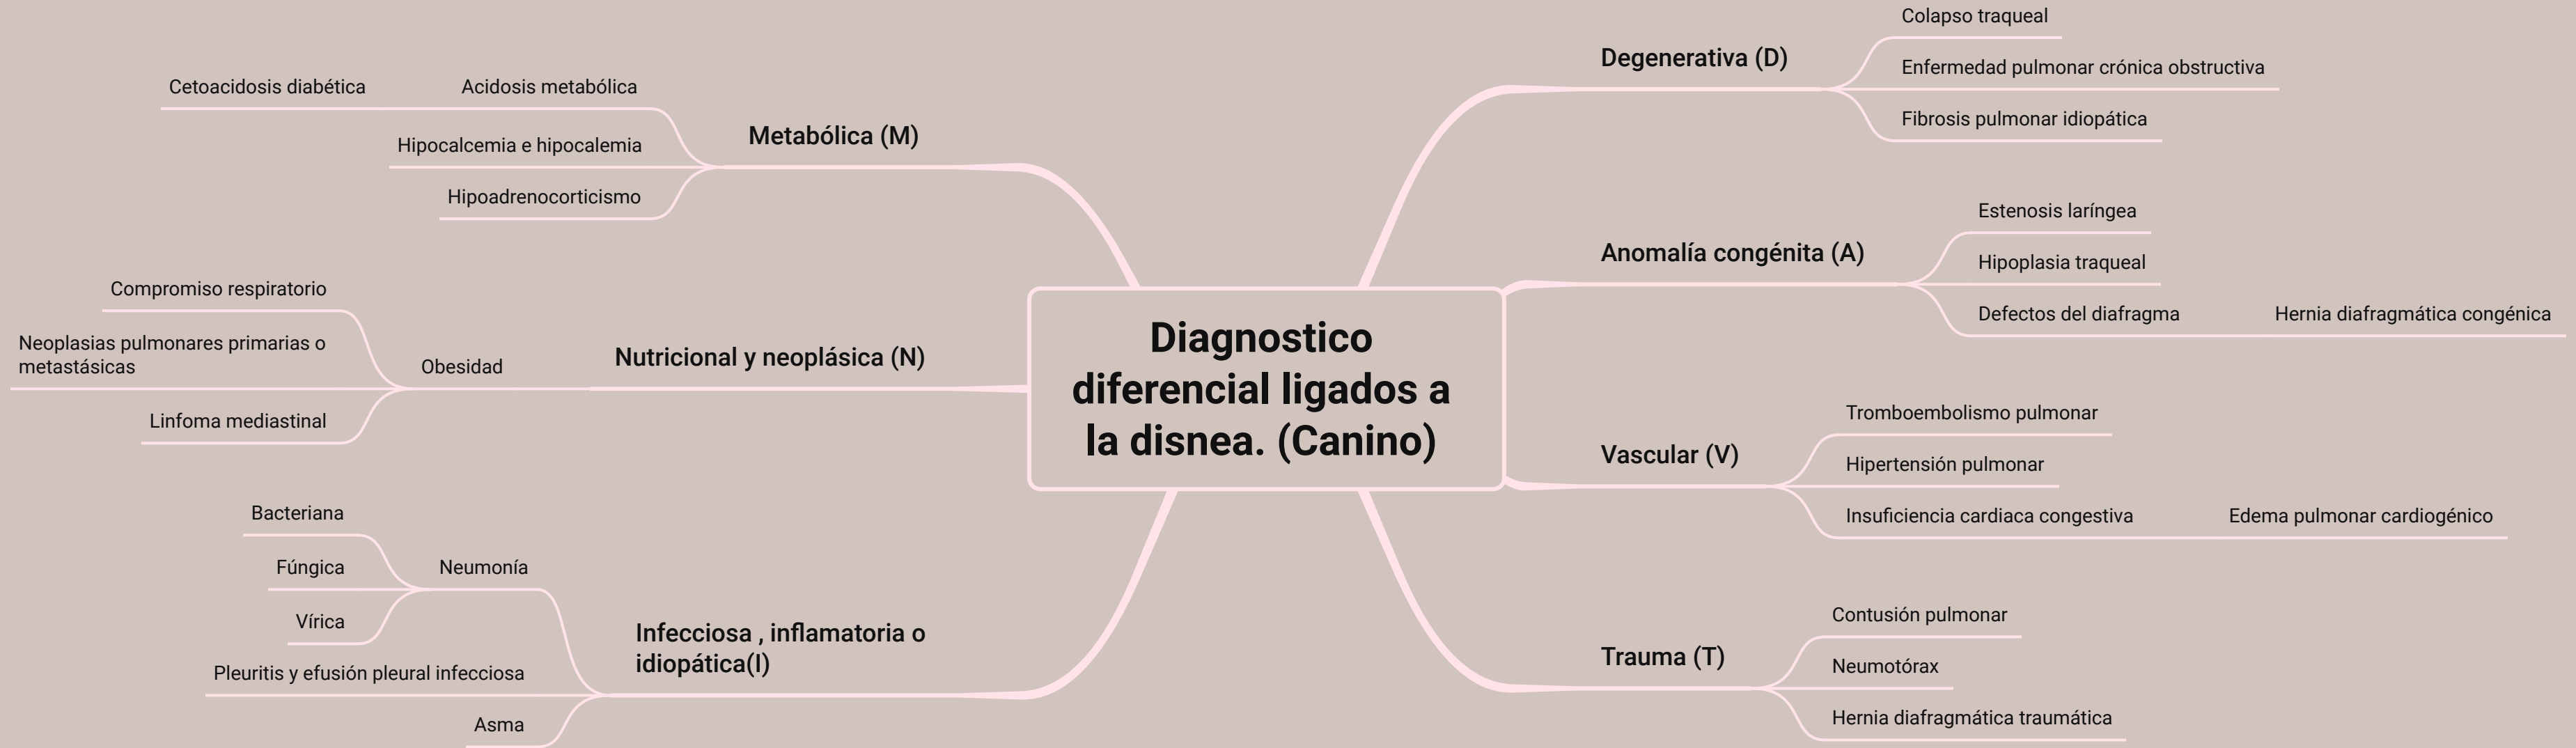 Diagnostico
diferencial ligados a
la disnea. (Canino)
Degenerativa (D)
Colapso traqueal
Enfermedad pulmonar crónica obstructiva
Fibrosis pulmonar idiopática
Anomalía congénita (A)
Estenosis laríngea
Hipoplasia traqueal
Defectos del diafragma
Hernia diafragmática congénica
Vascular (V)
Tromboembolismo pulmonar
Hipertensión pulmonar
Insuficiencia cardiaca congestiva
Edema pulmonar cardiogénico
Trauma (T)
Contusión pulmonar
Neumotórax
Hernia diafragmática traumática
Metabólica (M)
Acidosis metabólica
Cetoacidosis diabética
Hipocalcemia e hipocalemia
Hipoadrenocorticismo
Nutricional y neoplásica (N)
Obesidad
Compromiso respiratorio
Neoplasias pulmonares primarias o
metastásicas
Linfoma mediastinal
Infecciosa , inflamatoria o
idiopática(I)
Neumonía
Bacteriana
Fúngica
Vírica
Pleuritis y efusión pleural infecciosa
Asma